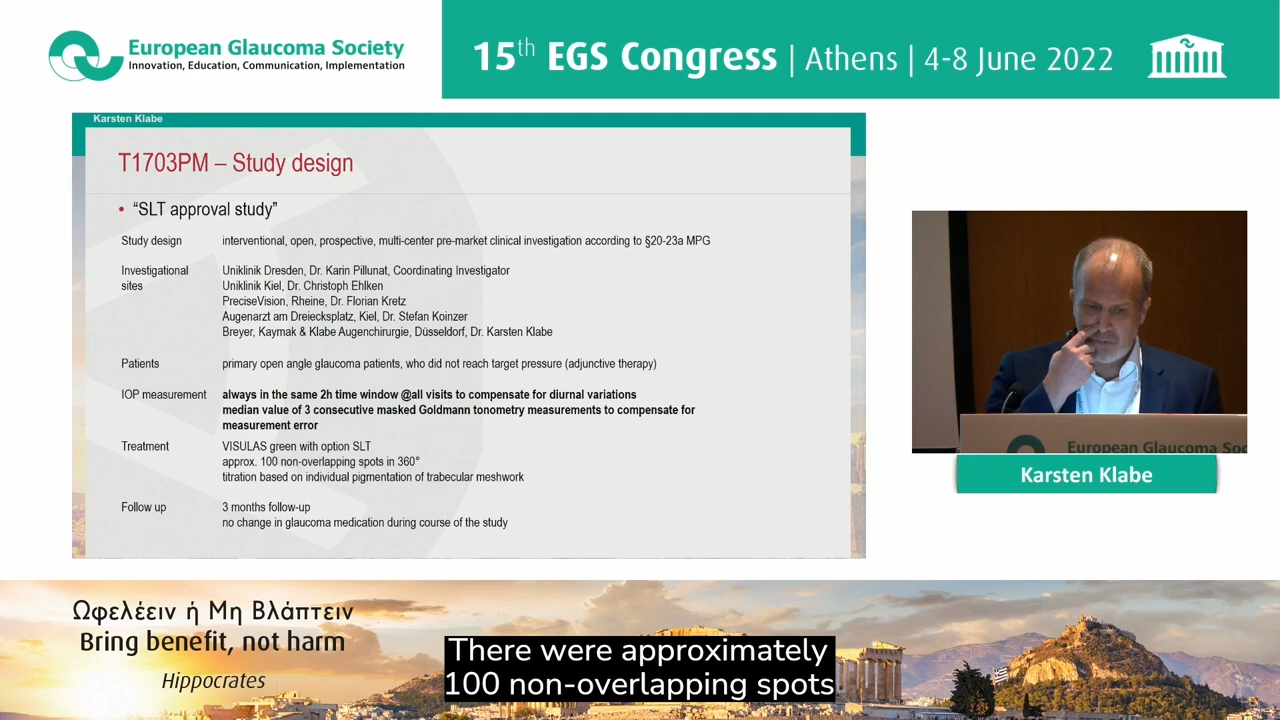 European Glaucoma Society
Innovation, Education, Communication, Implementation
15th EGS Congress | Athens | 4-8 June 2022
Karsten Klabe
T1703PM – Study design
• “SLT approval study”
Study design interventional, open, prospective, multi-center pre-market clinical investigation according to §20-23a MPG
Investigational sites Uniklinik Dresden, Dr. Karin Pillunat, Coordinating Investigator
Uniklinik Kiel, Dr. Christoph Ehlken
PreciseVision, Rheine, Dr. Florian Kretz
Augenarzt am Dreiecksplatz, Kiel, Dr. Stefan Koinzer
Breyer, Kaymak & Klabe Augenchirurgie, Düsseldorf, Dr. Karsten Klabe
Patients primary open angle glaucoma patients, who did not reach target pressure (adjunctive therapy)
IOP measurement always in the same 2h time window @all visits to compensate for diurnal variations
median value of 3 consecutive masked Goldmann tonometry measurements to compensate for
measurement error
Treatment VISULAS green with option SLT
approx. 100 non-overlapping spots in 360°
titration based on individual pigmentation of trabecular meshwork
Follow up 3 months follow-up
no change in glaucoma medication during course of the study
European Glaucoma Soc
Karsten Klabe
Ωφελέειν ή Μη Βλάπτειν
Bring benefit, not harm
Hippocrates
There were approximately
100 non-overlapping spots